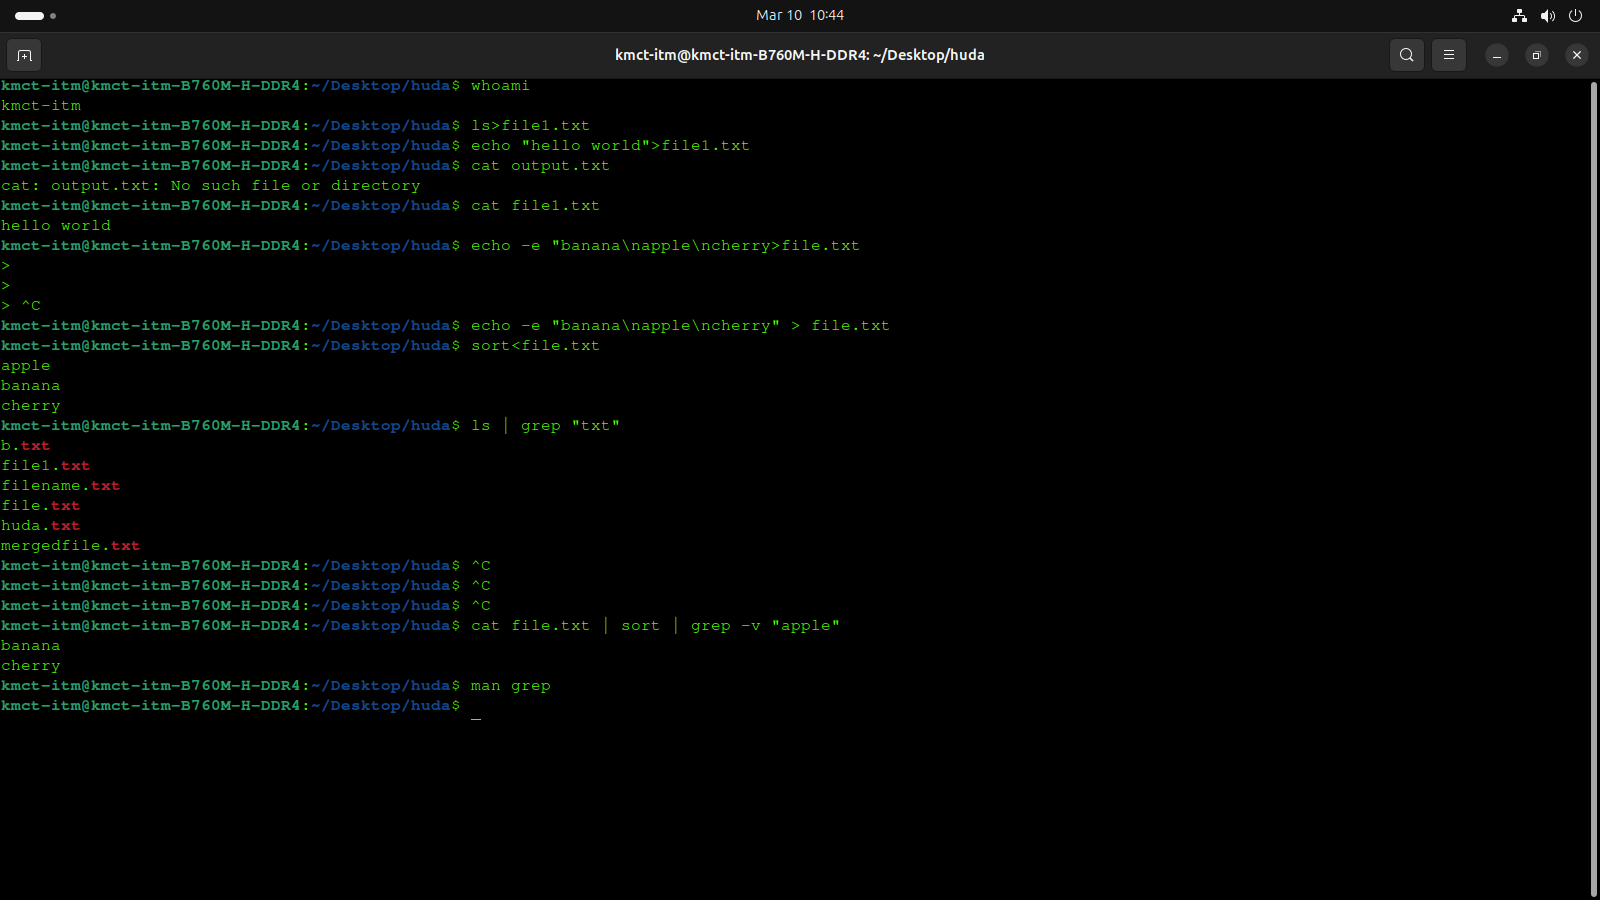 Mar 10 10:44
kmct-itm@kmct-itm-B760M-H-DDR4: ~/Desktop/huda
kmct-itm@kmct-itm-B760M-H-DDR4:~/Desktop/huda$ whoami
kmct-itm
kmct-itm@kmct-itm-B760M-H-DDR4:~/Desktop/huda$ ls>file1.txt
kmct-itm@kmct-itm-B760M-H-DDR4:~/Desktop/huda$ echo "hello world">file1.txt
kmct-itm@kmct-itm-B760M-H-DDR4:~/Desktop/huda$ cat output.txt
cat: output.txt: No such file or directory
kmct-itm@kmct-itm-B760M-H-DDR4:~/Desktop/huda$ cat file1.txt
hello world
kmct-itm@kmct-itm-B760M-H-DDR4:~/Desktop/huda$ echo -e "banana\napple\ncherry>file.txt
>
>
> ^C
kmct-itm@kmct-itm-B760M-H-DDR4:~/Desktop/huda$ echo -e "banana\napple\ncherry" > file.txt
kmct-itm@kmct-itm-B760M-H-DDR4:~/Desktop/huda$ sort<file.txt
apple
banana
cherry
kmct-itm@kmct-itm-B760M-H-DDR4:~/Desktop/huda$ ls | grep "txt"
b.txt
file1.txt
filename.txt
file.txt
huda.txt
mergedfile.txt
kmct-itm@kmct-itm-B760M-H-DDR4:~/Desktop/huda$ ^C
kmct-itm@kmct-itm-B760M-H-DDR4:~/Desktop/huda$ ^C
kmct-itm@kmct-itm-B760M-H-DDR4:~/Desktop/huda$ ^C
kmct-itm@kmct-itm-B760M-H-DDR4:~/Desktop/huda$ cat file.txt | sort | grep -v "apple"
banana
cherry
kmct-itm@kmct-itm-B760M-H-DDR4:~/Desktop/huda$ man grep
kmct-itm@kmct-itm-B760M-H-DDR4:~/Desktop/huda$